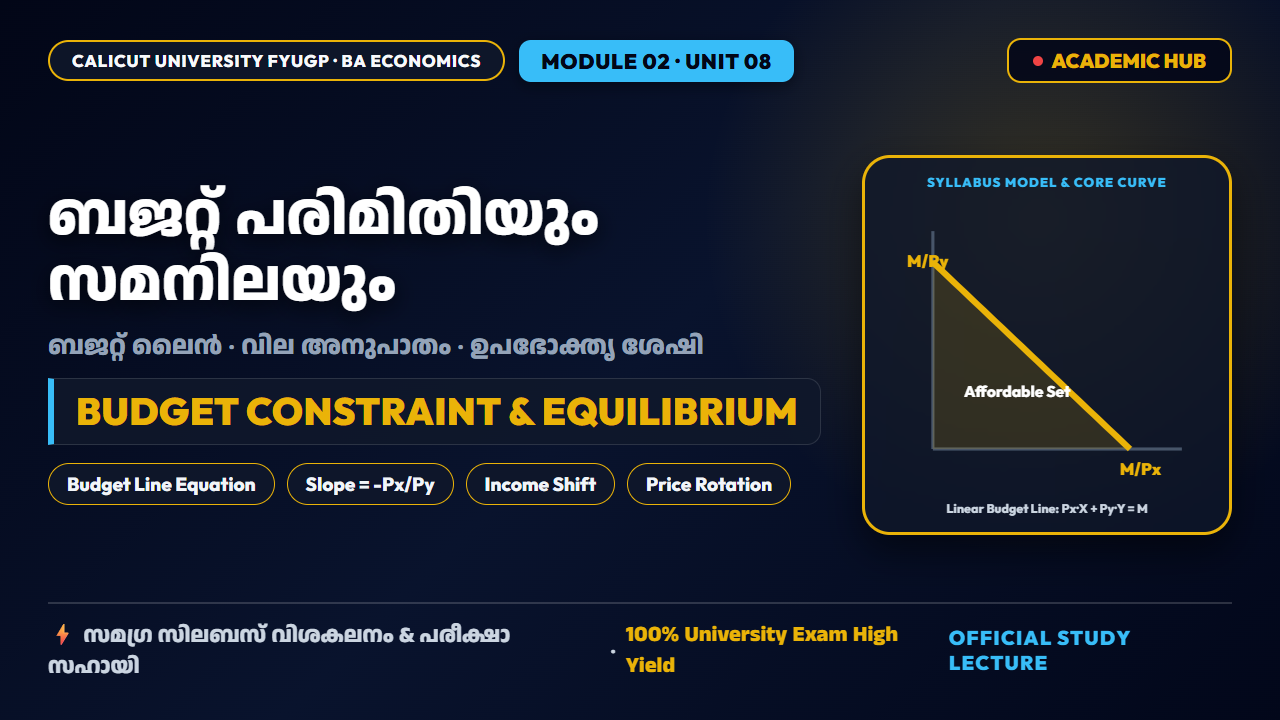 CALICUT UNIVERSITY FYUGP · BA ECONOMICS
MODULE 02 · UNIT 08
ACADEMIC HUB
ബജറ്റ് പരിമിതിയും
സമനിലയും
ബജറ്റ് ലൈൻ · വില അനുപാതം · ഉപഭോക്തൃ ശേഷി
BUDGET CONSTRAINT & EQUILIBRIUM
Budget Line Equation
Slope = -Px/Py
Income Shift
Price Rotation
SYLLABUS MODEL & CORE CURVE
M/Py
Affordable Set
M/Px
Linear Budget Line: Px·X + Py·Y = M
⚡ സമഗ്ര സിലബസ് വിശകലനം & പരീക്ഷാ
സഹായി
·
100% University Exam High
Yield
OFFICIAL STUDY
LECTURE